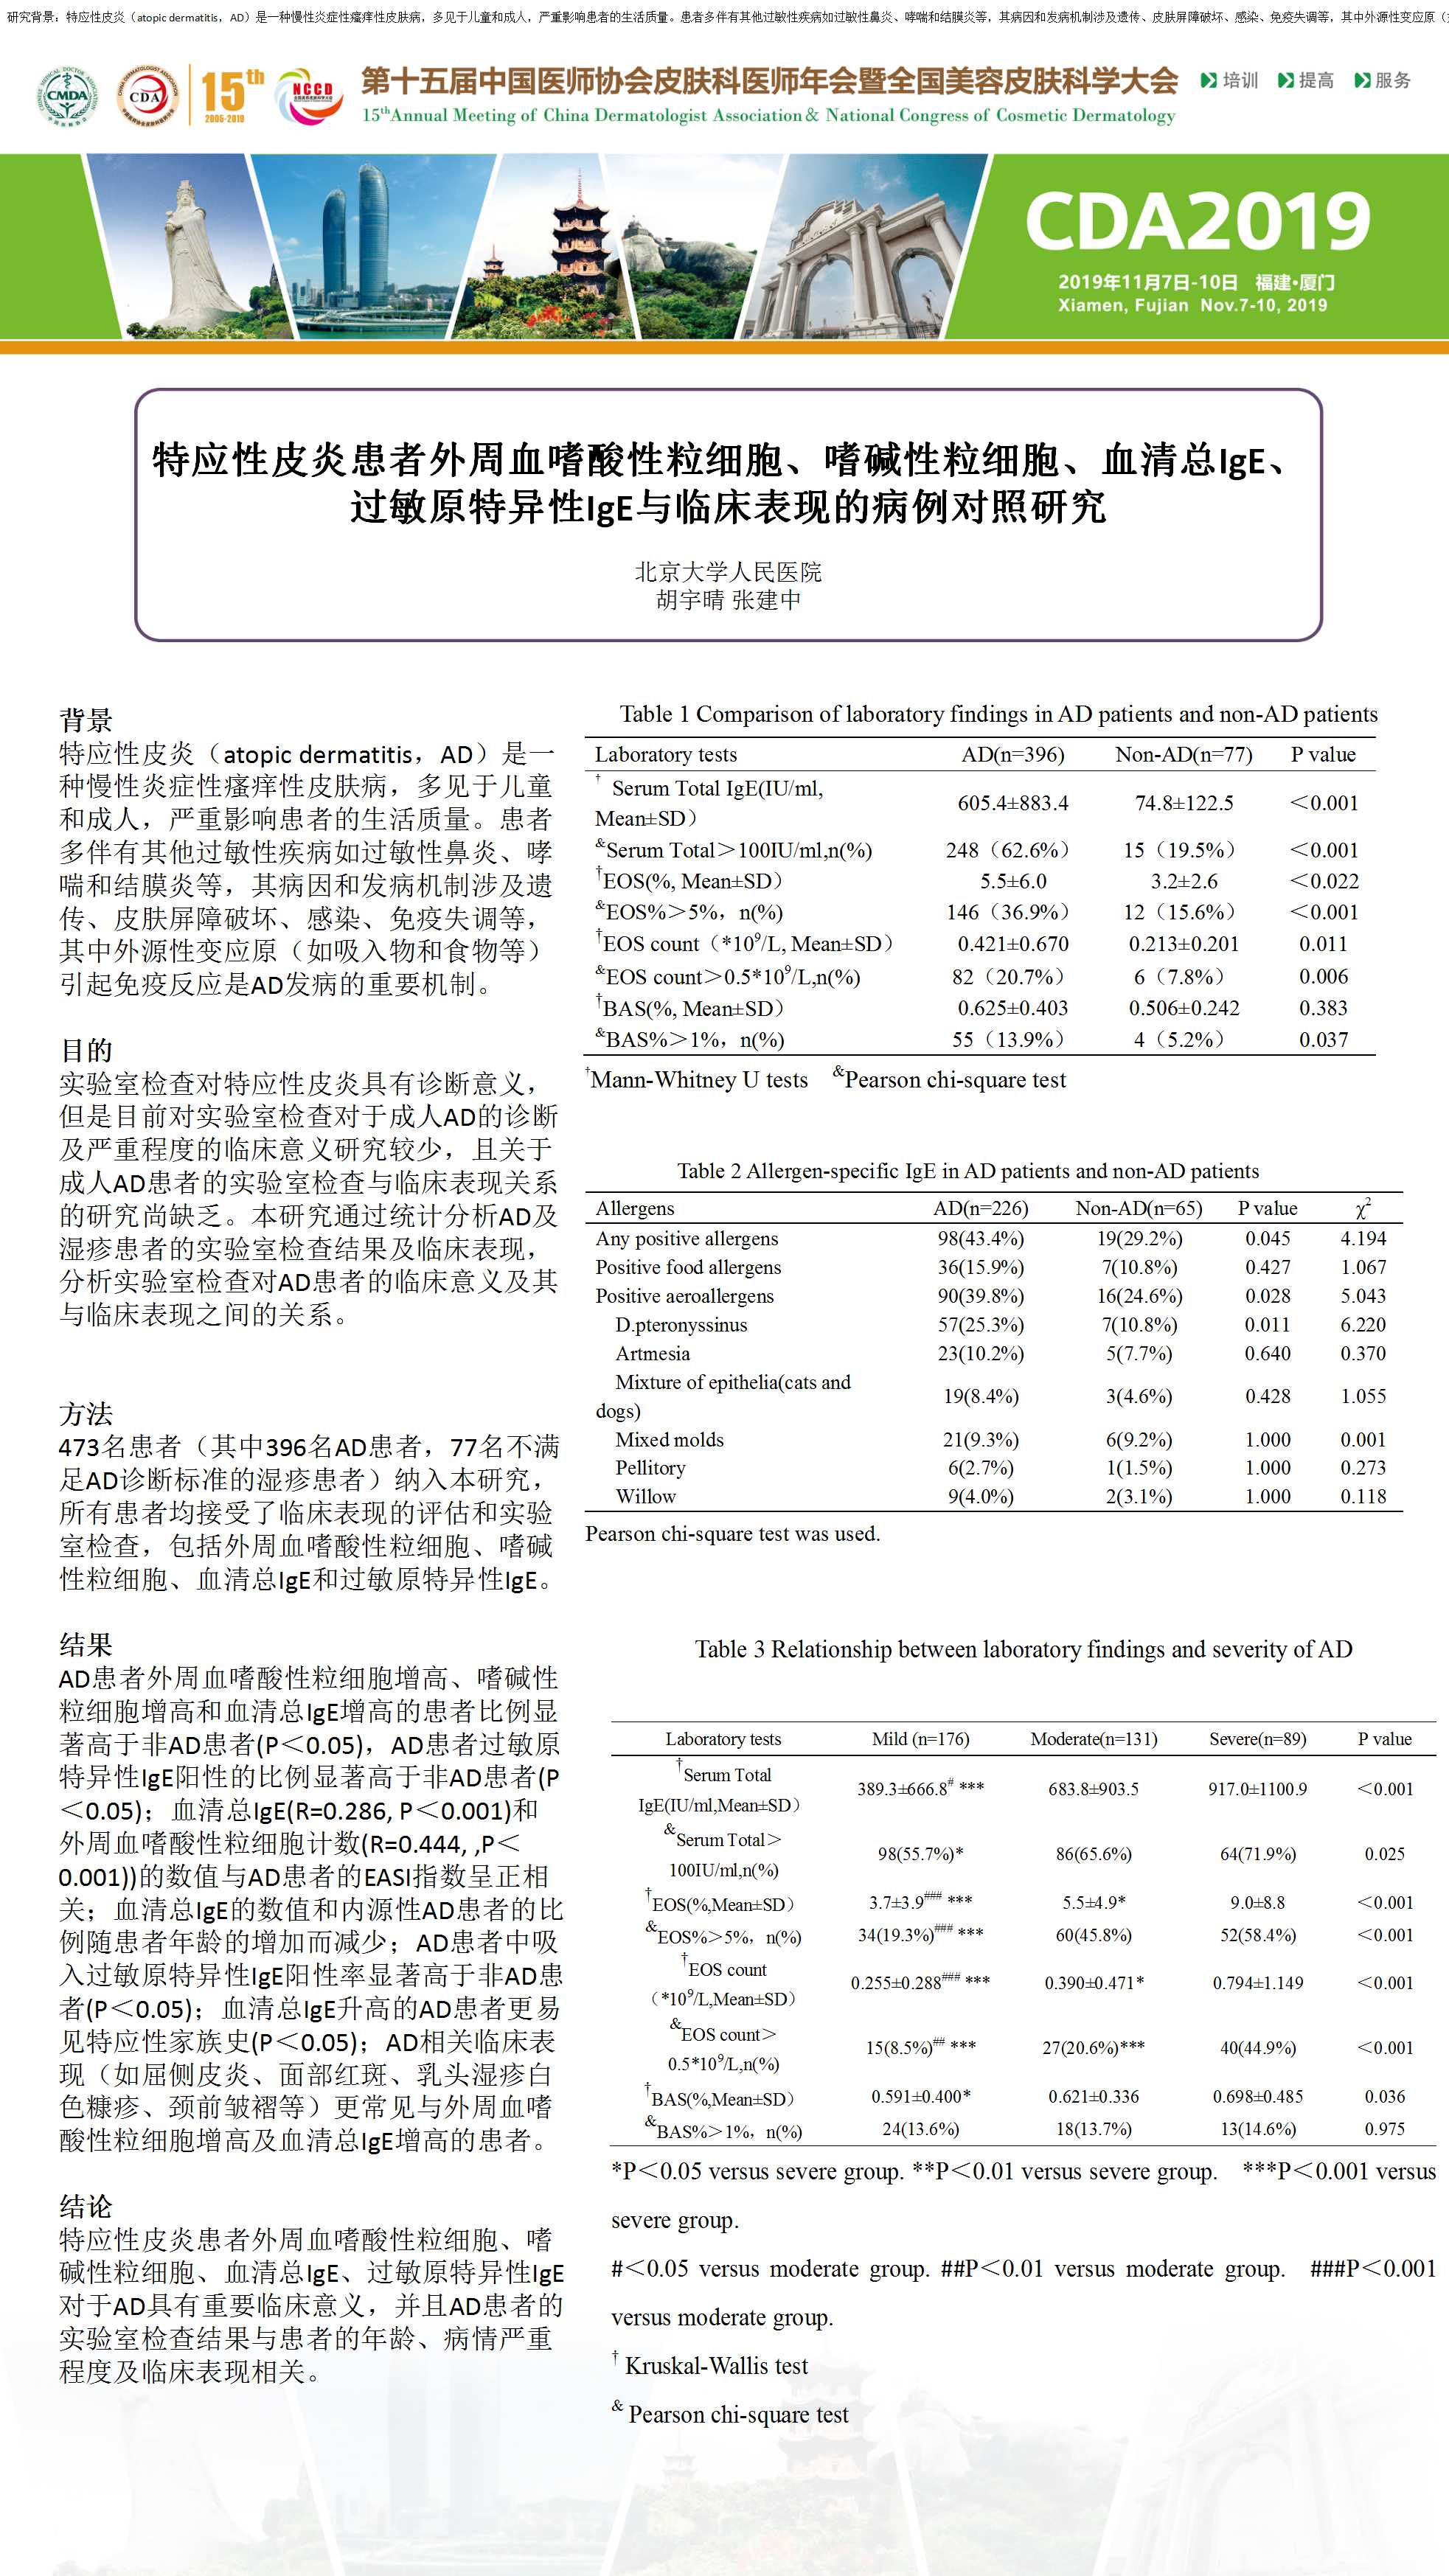 研究背景：特应性皮炎（atopic dermatitis，AD）是一种慢性炎症性瘙痒性皮肤病，多见于儿童和成人，严重影响患者的生活质量。患者多伴有其他过敏性疾病如过敏性鼻炎、哮喘和结膜炎等，其病因和发病机制涉及遗传、皮肤屏障破坏、感染、免疫失调等，其中外源性变应原（
CMDA
CDA
15th
2005-2019
NCCD
第十五届中国医师协会皮肤科医师年会暨全国美容皮肤科学大会
15thAnnual Meeting of China Dermatologist Association& National Congress of Cosmetic Dermatology
培训 提高 服务
CDA2019
2019年11月7日-10日 福建•厦门
Xiamen, Fujian Nov.7-10, 2019
特应性皮炎患者外周血嗜酸性粒细胞、嗜碱性粒细胞、血清总IgE、
过敏原特异性IgE与临床表现的病例对照研究
北京大学人民医院
胡宇晴 张建中
背景
特应性皮炎（atopic dermatitis，AD）是一
种慢性炎症性瘙痒性皮肤病，多见于儿童
和成人，严重影响患者的生活质量。患者
多伴有其他过敏性疾病如过敏性鼻炎、哮
喘和结膜炎等，其病因和发病机制涉及遗
传、皮肤屏障破坏、感染、免疫失调等，
其中外源性变应原（如吸入物和食物等）
引起免疫反应是AD发病的重要机制。
目的
实验室检查对特应性皮炎具有诊断意义，
但是目前对实验室检查对于成人AD的诊断
及严重程度的临床意义研究较少，且关于
成人AD患者的实验室检查与临床表现关系
的研究尚缺乏。本研究通过统计分析AD及
湿疹患者的实验室检查结果及临床表现，
分析实验室检查对AD患者的临床意义及其
与临床表现之间的关系。
方法
473名患者（其中396名AD患者，77名不满
足AD诊断标准的湿疹患者）纳入本研究，
所有患者均接受了临床表现的评估和实验
室检查，包括外周血嗜酸性粒细胞、嗜碱
性粒细胞、血清总IgE和过敏原特异性IgE。
结果
AD患者外周血嗜酸性粒细胞增高、嗜碱性
粒细胞增高和血清总IgE增高的患者比例显
著高于非AD患者(P＜0.05)，AD患者过敏原
特异性IgE阳性的比例显著高于非AD患者(P
＜0.05)；血清总IgE(R=0.286, P＜0.001)和
外周血嗜酸性粒细胞计数(R=0.444, ,P＜
0.001))的数值与AD患者的EASI指数呈正相
关；血清总IgE的数值和内源性AD患者的比
例随患者年龄的增加而减少；AD患者中吸
入过敏原特异性IgE阳性率显著高于非AD患
者(P＜0.05)；血清总IgE升高的AD患者更易
见特应性家族史(P＜0.05)；AD相关临床表
现（如屈侧皮炎、面部红斑、乳头湿疹白
色糠疹、颈前皱褶等）更常见与外周血嗜
酸性粒细胞增高及血清总IgE增高的患者。
结论
特应性皮炎患者外周血嗜酸性粒细胞、嗜
碱性粒细胞、血清总IgE、过敏原特异性IgE
对于AD具有重要临床意义，并且AD患者的
实验室检查结果与患者的年龄、病情严重
程度及临床表现相关。
Table 1 Comparison of laboratory findings in AD patients and non-AD patients
Laboratory tests AD(n=396) Non-AD(n=77) P value
† Serum Total IgE(IU/ml,
Mean±SD） 605.4±883.4 74.8±122.5 ＜0.001
&Serum Total＞100IU/ml,n(%) 248（62.6%） 15（19.5%） ＜0.001
†EOS(%, Mean±SD） 5.5±6.0 3.2±2.6 ＜0.022
&EOS%＞5%，n(%) 146（36.9%） 12（15.6%） ＜0.001
†EOS count（*10⁹/L, Mean±SD） 0.421±0.670 0.213±0.201 0.011
&EOS count＞0.5*10⁹/L,n(%) 82（20.7%） 6（7.8%） 0.006
†BAS(%, Mean±SD） 0.625±0.403 0.506±0.242 0.383
&BAS%＞1%，n(%) 55（13.9%） 4（5.2%） 0.037
†Mann-Whitney U tests &Pearson chi-square test
Table 2 Allergen-specific IgE in AD patients and non-AD patients
Allergens AD(n=226) Non-AD(n=65) P value χ²
Any positive allergens 98(43.4%) 19(29.2%) 0.045 4.194
Positive food allergens 36(15.9%) 7(10.8%) 0.427 1.067
Positive aeroallergens 90(39.8%) 16(24.6%) 0.028 5.043
D.pteronyssinus 57(25.3%) 7(10.8%) 0.011 6.220
Artmesia 23(10.2%) 5(7.7%) 0.640 0.370
Mixture of epithelia(cats and
dogs) 19(8.4%) 3(4.6%) 0.428 1.055
Mixed molds 21(9.3%) 6(9.2%) 1.000 0.001
Pellitory 6(2.7%) 1(1.5%) 1.000 0.273
Willow 9(4.0%) 2(3.1%) 1.000 0.118
Pearson chi-square test was used.
Table 3 Relationship between laboratory findings and severity of AD
Laboratory tests Mild (n=176) Moderate(n=131) Severe(n=89) P value
†Serum Total
IgE(IU/ml,Mean±SD） 389.3±666.8# *** 683.8±903.5 917.0±1100.9 ＜0.001
&Serum Total＞
100IU/ml,n(%) 98(55.7%)* 86(65.6%) 64(71.9%) 0.025
†EOS(%,Mean±SD） 3.7±3.9### *** 5.5±4.9* 9.0±8.8 ＜0.001
&EOS%＞5%，n(%) 34(19.3%)### *** 60(45.8%) 52(58.4%) ＜0.001
†EOS count
（*10⁹/L,Mean±SD） 0.255±0.288### *** 0.390±0.471* 0.794±1.149 ＜0.001
&EOS count＞
0.5*10⁹/L,n(%) 15(8.5%)## *** 27(20.6%)*** 40(44.9%) ＜0.001
†BAS(%,Mean±SD） 0.591±0.400* 0.621±0.336 0.698±0.485 0.036
&BAS%＞1%，n(%) 24(13.6%) 18(13.7%) 13(14.6%) 0.975
*P＜0.05 versus severe group. **P＜0.01 versus severe group. ***P＜0.001 versus
severe group.
#＜0.05 versus moderate group. ##P＜0.01 versus moderate group. ###P＜0.001
versus moderate group.
† Kruskal-Wallis test
& Pearson chi-square test